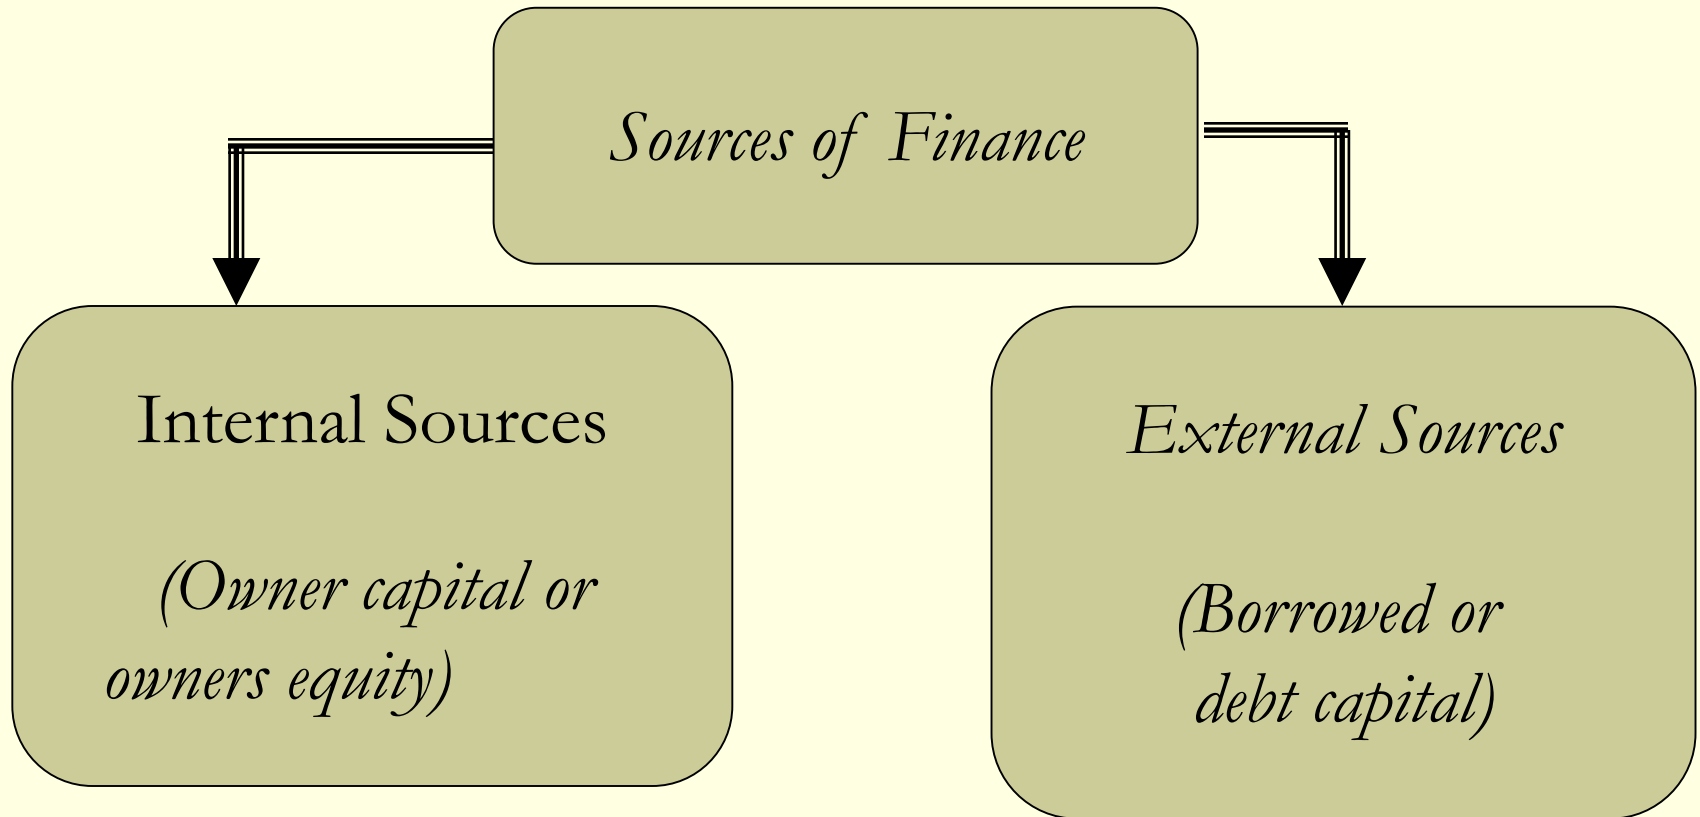 Sources of Finance
Internal Sources
(Owner capital or
owners equity)
External Sources
(Borrowed or
debt capital)